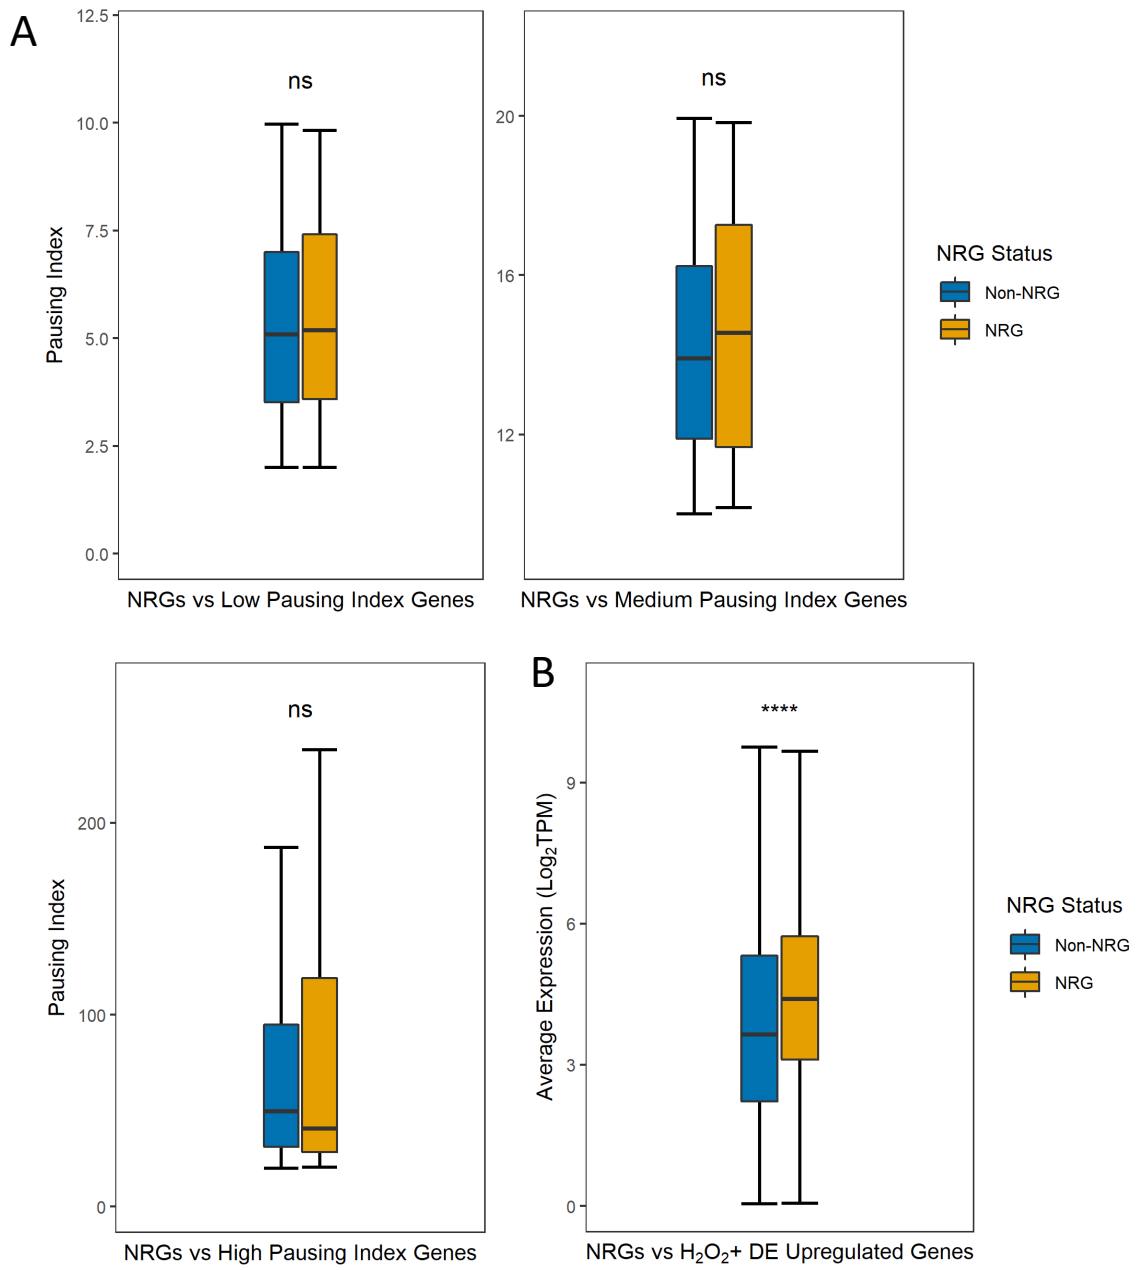 A
12.5
10.0
7.5
5.0
2.5
0.0
Pausing Index
ns
NRGs vs Low Pausing Index Genes
20
16
12
ns
NRGs vs Medium Pausing Index Genes
NRG Status
Non-NRG
NRG
200
100
0
Pausing Index
ns
NRGs vs High Pausing Index Genes
B
9
6
3
0
Average Expression (Log₂TPM)
****
NRGs vs H₂O₂+ DE Upregulated Genes
NRG Status
Non-NRG
NRG